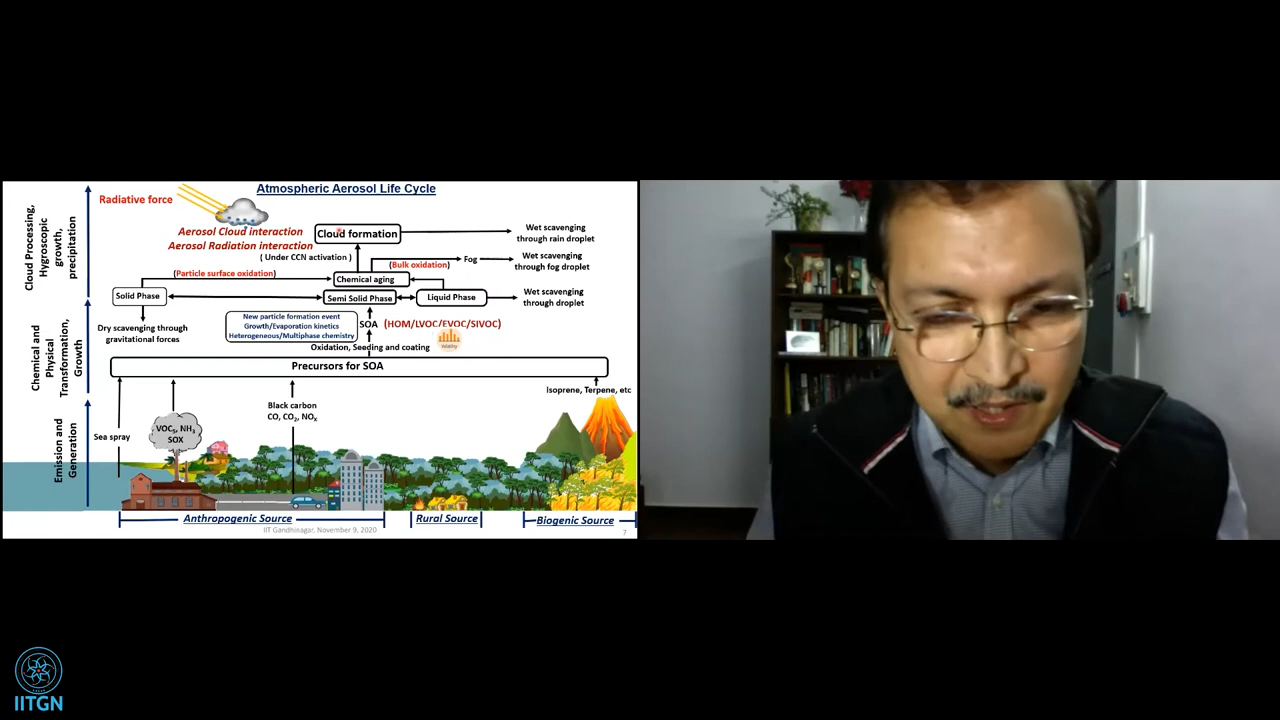 Atmospheric Aerosol Life Cycle
Radiative force
Cloud Processing,
Hygroscopic
growth,
precipitation
Aerosol Cloud interaction
Aerosol Radiation interaction
Cloud formation
( Under CCN activation )
Wet scavenging
through rain droplet
(Bulk oxidation)
Fog
Wet scavenging
through fog droplet
(Particle surface oxidation)
Chemical aging
Solid Phase
Semi Solid Phase
Liquid Phase
Wet scavenging
through droplet
Chemical and
Physical
Transformation,
Growth
Dry scavenging through
gravitational forces
New particle formation event
Growth/Evaporation kinetics
Heterogeneous/Multiphase chemistry
SOA (HOM/LVOC/EVOC/SIVOC)
Oxidation, Seeding and coating
Precursors for SOA
Isoprene, Terpene, etc
Black carbon
CO, CO2, NOx
Emission and
Generation
Sea spray
VOCs, NH3
SOX
Anthropogenic Source
Rural Source
Biogenic Source
IIT Gandhinagar, November 9, 2020
7
IITGN